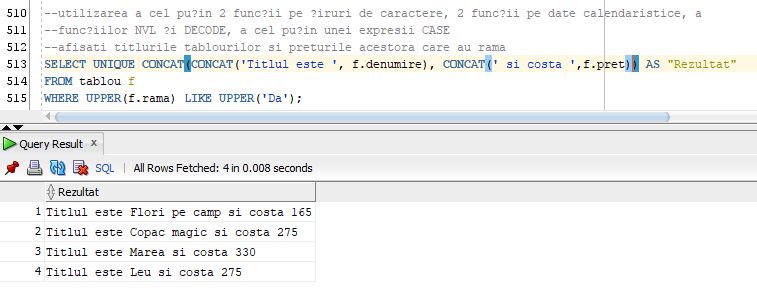 510 --utilizarea a cel pu?in 2 func?ii pe ?iruri de caractere, 2 func?ii pe date calendaristice, a
511 --func?iilor NVL ?i DECODE, a cel pu?in unei expresii CASE
512 --afisati titlurile tablourilor si preturile acestora care au rama
513 SELECT UNIQUE CONCAT(CONCAT('Titlul este ', f.denumire), CONCAT(' si costa ',f.pret)) AS "Rezultat"
514 FROM tablou f
515 WHERE UPPER(f.rama) LIKE UPPER('Da');
Query Result x
SQL | All Rows Fetched: 4 in 0.008 seconds
Rezultat
1 Titlul este Flori pe camp si costa 165
2 Titlul este Copac magic si costa 275
3 Titlul este Marea si costa 330
4 Titlul este Leu si costa 275